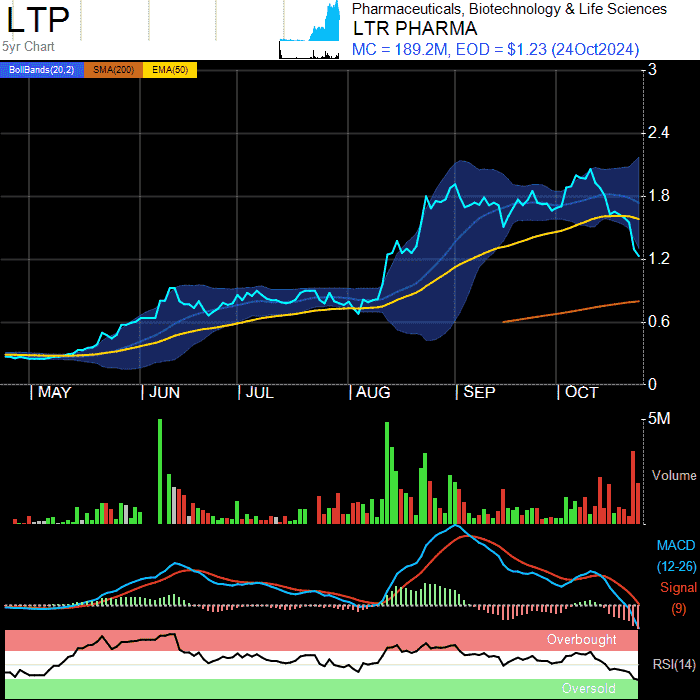 LTP
5yr Chart
Pharmaceuticals, Biotechnology & Life Sciences
LTR PHARMA
MC = 189.2M, EOD = $1.23 (24Oct2024)
BollBands(20,2) SMA(200) EMA(50)
3
2.4
1.8
1.2
0.6
0
MAY JUN JUL AUG SEP OCT
5M
Volume
MACD
(12-26)
Signal
(9)
Overbought
RSI(14)
Oversold